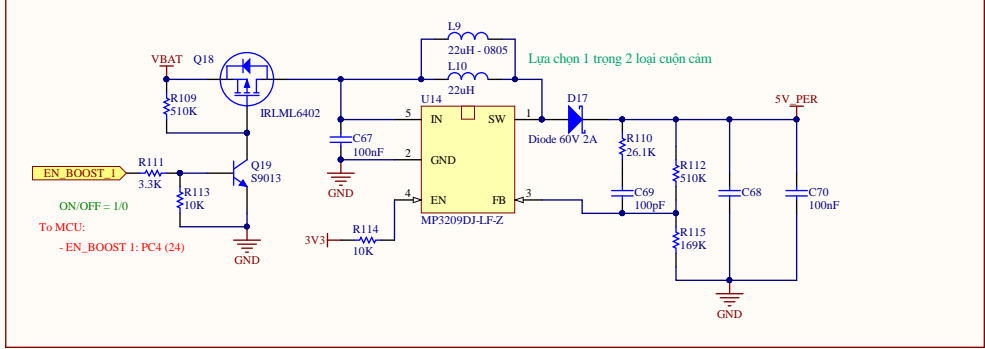 L9
22uH - 0805
Lựa chọn 1 trọng 2 loại cuộn cảm
VBAT
Q18
L10
22uH
R109
510K
IRLML6402
U14
D17
5V_PER
5
IN
SW
1
Diode 60V 2A
C67
100nF
R110
26.1K
2
GND
R112
510K
EN_BOOST_1
R111
3.3K
Q19
S9013
GND
R113
10K
4
EN
FB
3
C69
100pF
C68
C70
100nF
ON/OFF = 1/0
MP3209DJ-LF-Z
To MCU:
- EN_BOOST 1: PC4 (24)
GND
3V3
R114
10K
R115
169K
GND